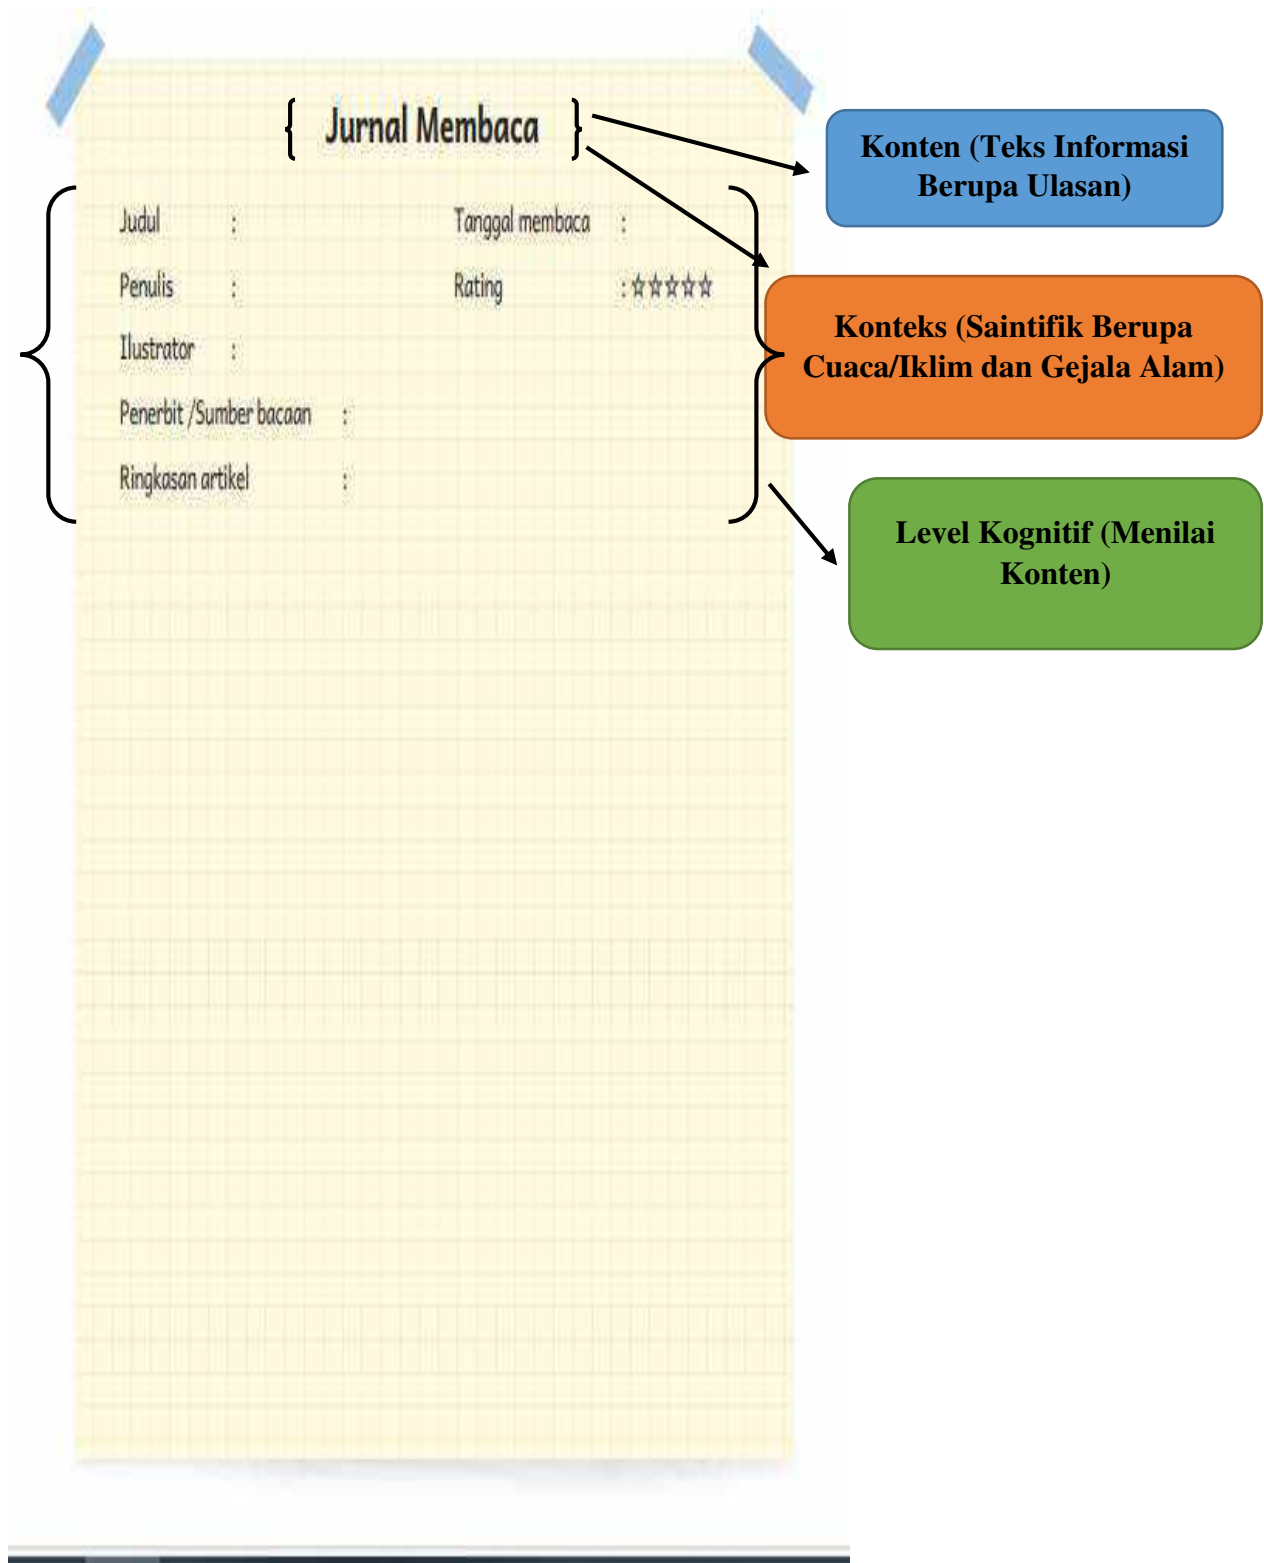 Jurnal Membaca
Judul :
Tanggal membaca :
Penulis :
Rating : ☆☆☆☆☆
Ilustrator :
Penerbit /Sumber bacaan :
Ringkasan artikel :
Konten (Teks Informasi
Berupa Ulasan)
Konteks (Saintifik Berupa
Cuaca/Iklim dan Gejala Alam)
Level Kognitif (Menilai
Konten)